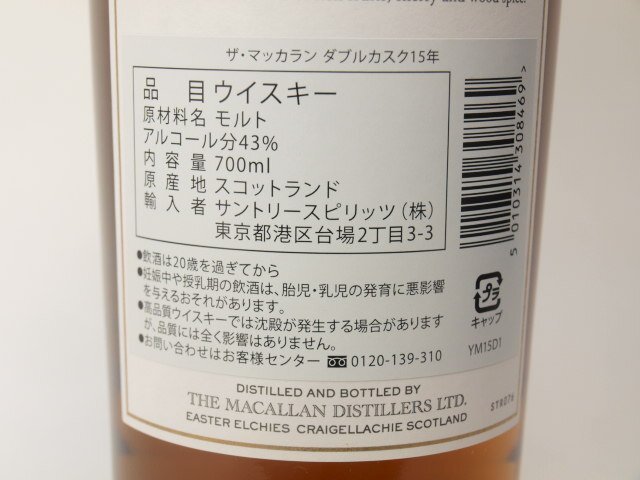 sherry and wood spice.
ザ・マッカラン ダブルカスク15年
品 目 ウイスキー
原材料名 モルト
アルコール分43%
内 容 量 700ml
原 産 地 スコットランド
輸 入 者 サントリースピリッツ(株)
東京都港区台場2丁目3-3
●飲酒は20歳を過ぎてから
●妊娠中や授乳期の飲酒は、胎児・乳児の発育に悪影響
を与えるおそれがあります。
●高品質ウイスキーでは沈殿が発生する場合があります
が、品質には全く影響はありません。
●お問い合わせはお客様センター 0120-139-310
5 010314 308469 >
プラ
キャップ
YM15D1
DISTILLED AND BOTTLED BY
THE MACALLAN DISTILLERS LTD.
EASTER ELCHIES CRAIGELLACHIE SCOTLAND
STR076